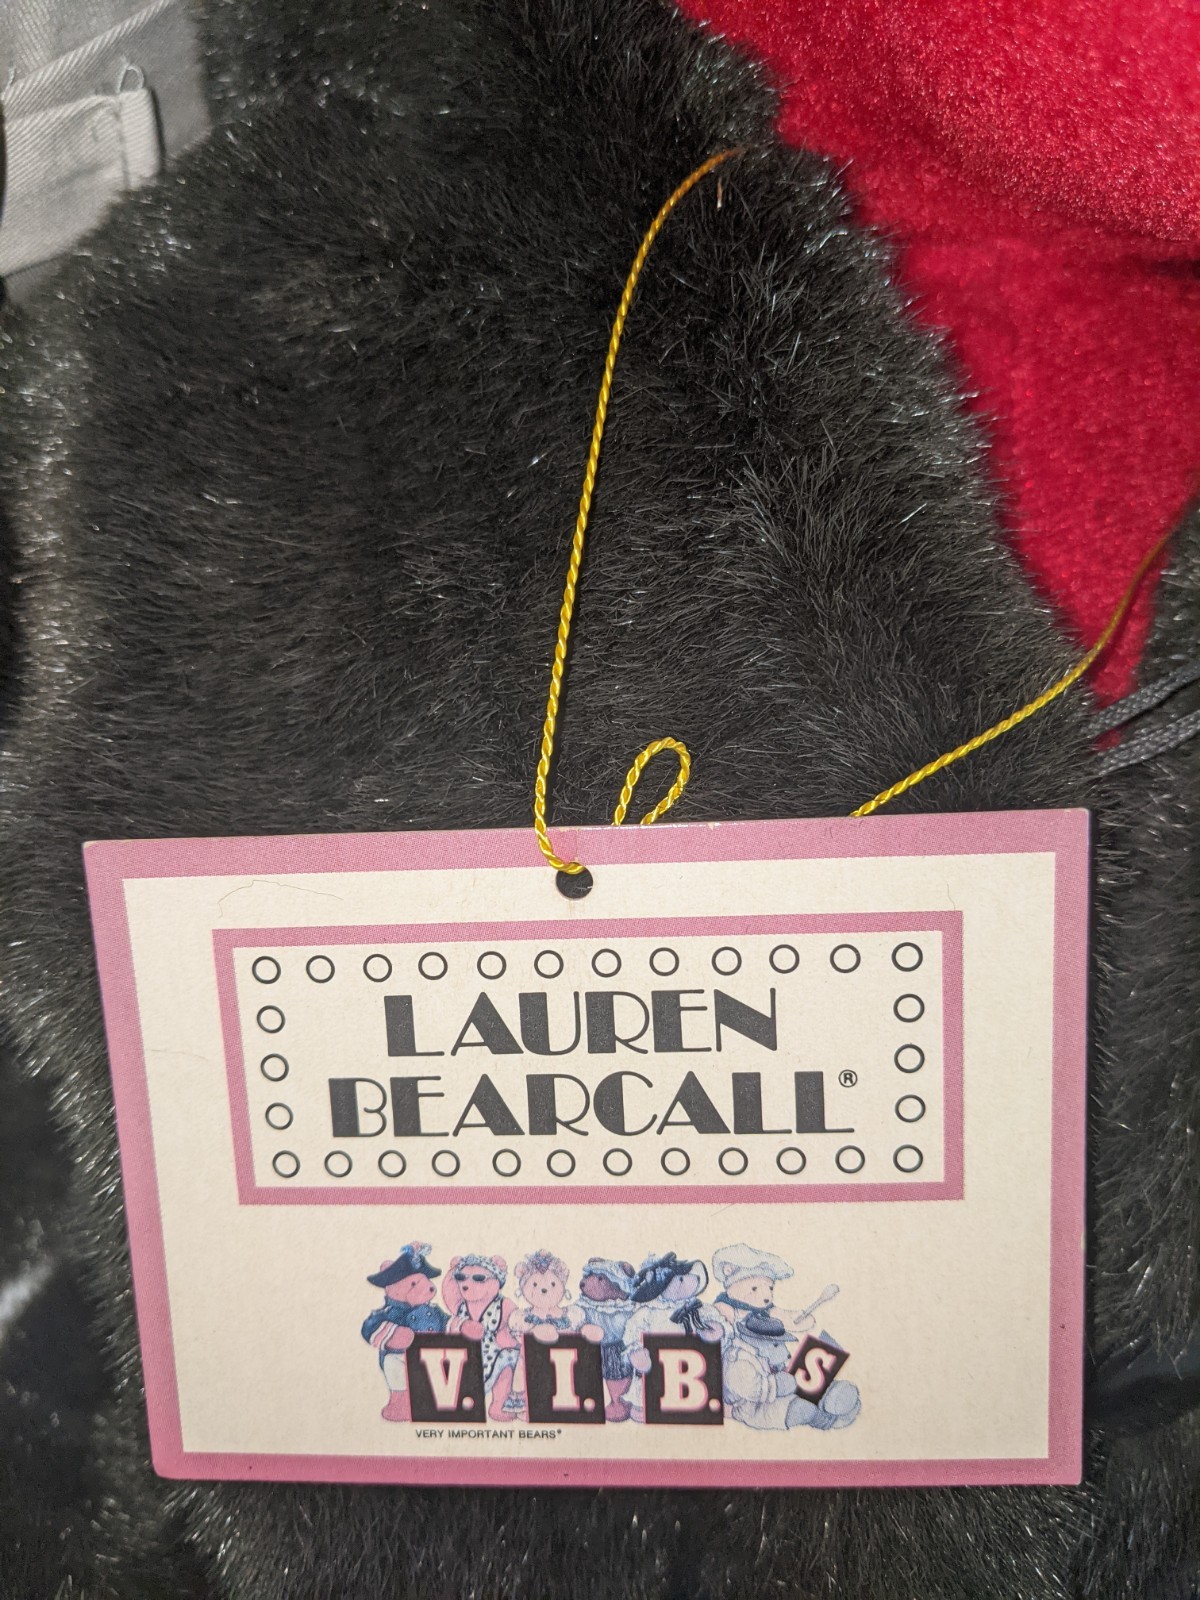 LAUREN
BEARCALL®
V. I. B. S
VERY IMPORTANT BEARS®